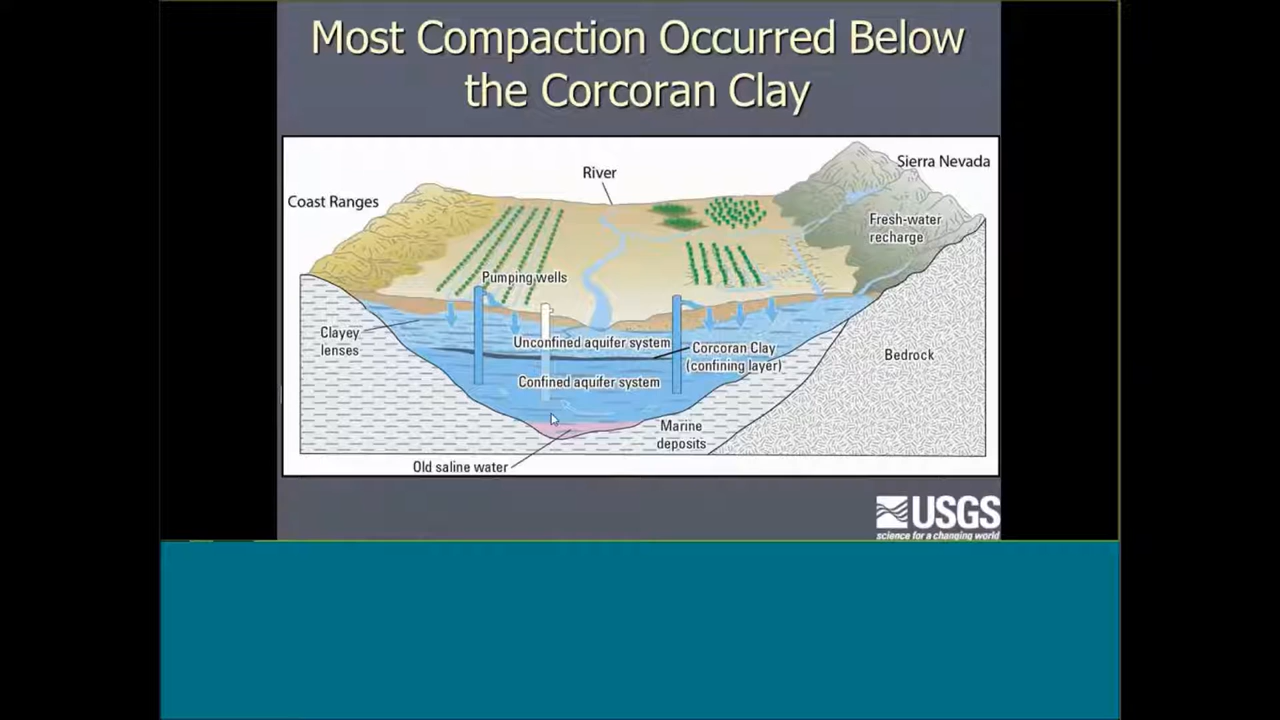 Most Compaction Occurred Below
the Corcoran Clay
River
Sierra Nevada
Coast Ranges
Fresh-water
recharge
Pumping wells
Clayey
lenses
Unconfined aquifer system
Corcoran Clay
(confining layer)
Bedrock
Confined aquifer system
Marine
deposits
Old saline water
USGS
science for a changing world